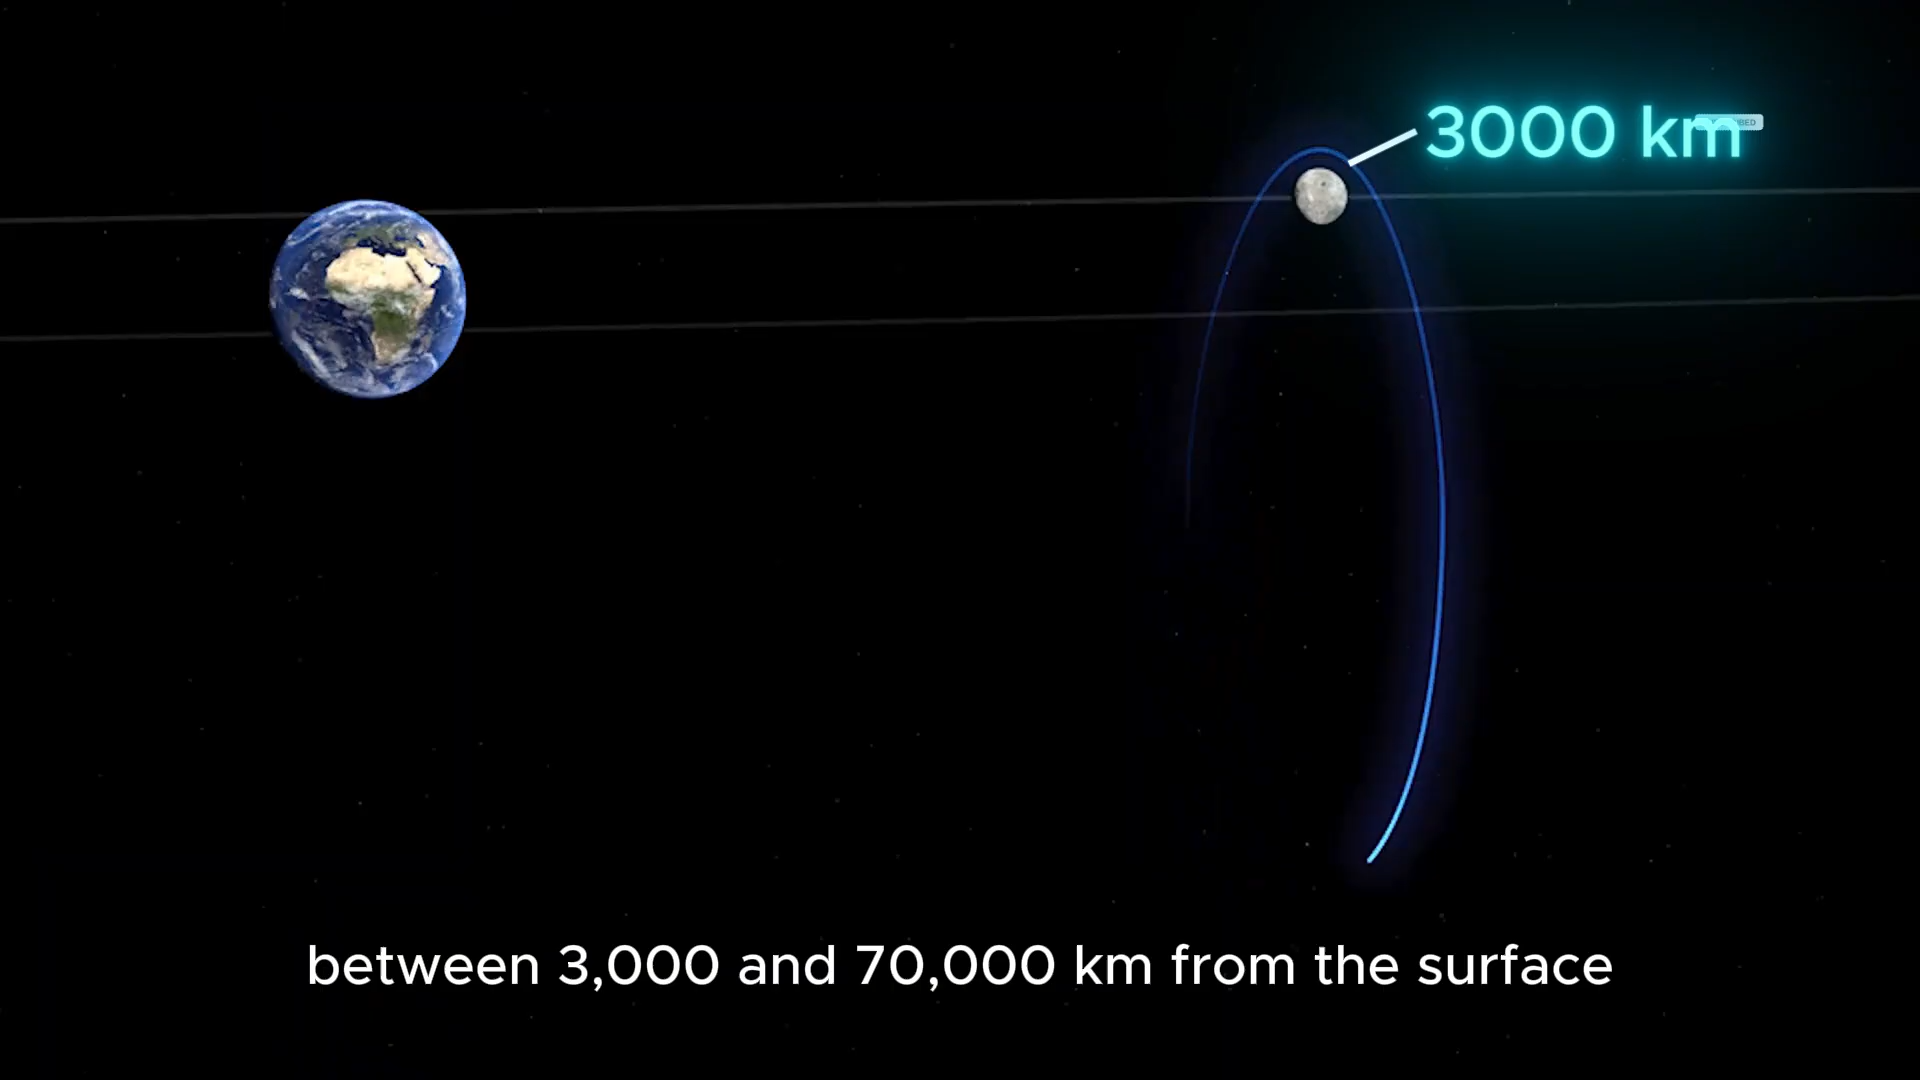 3000 km
between 3,000 and 70,000 km from the surface